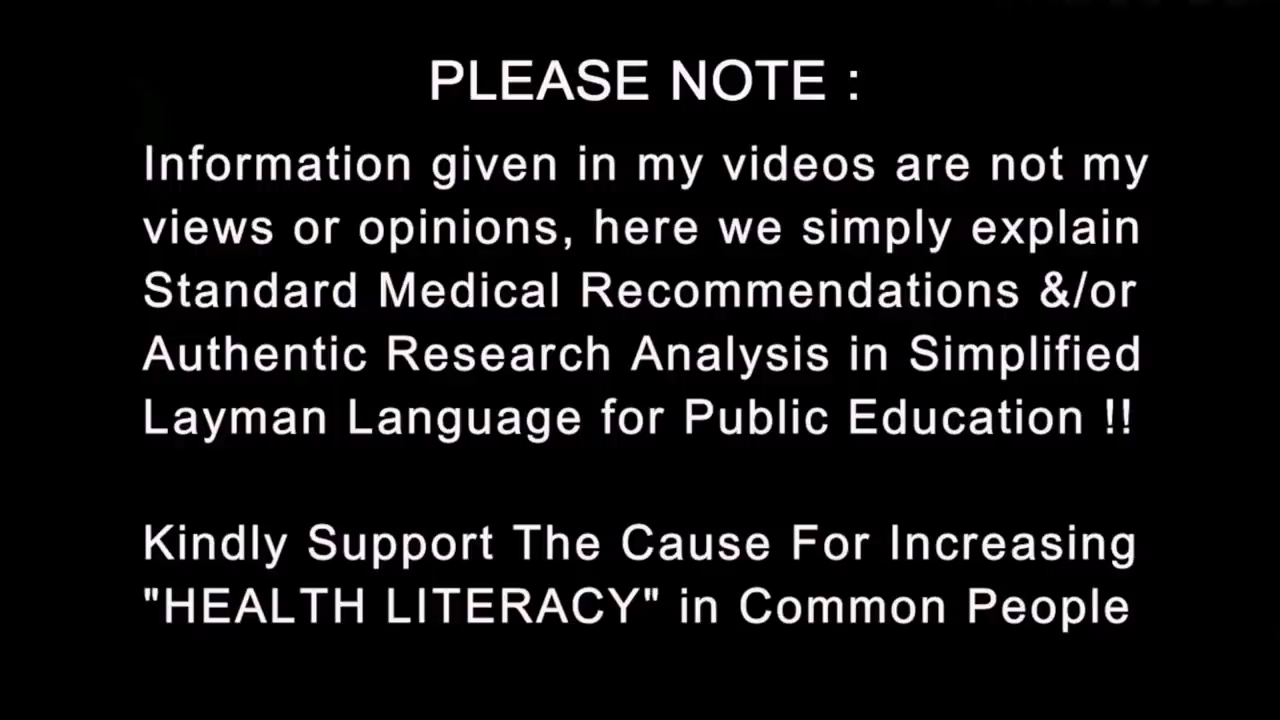 PLEASE NOTE :
Information given in my videos are not my
views or opinions, here we simply explain
Standard Medical Recommendations &/or
Authentic Research Analysis in Simplified
Layman Language for Public Education !!
Kindly Support The Cause For Increasing
"HEALTH LITERACY" in Common People